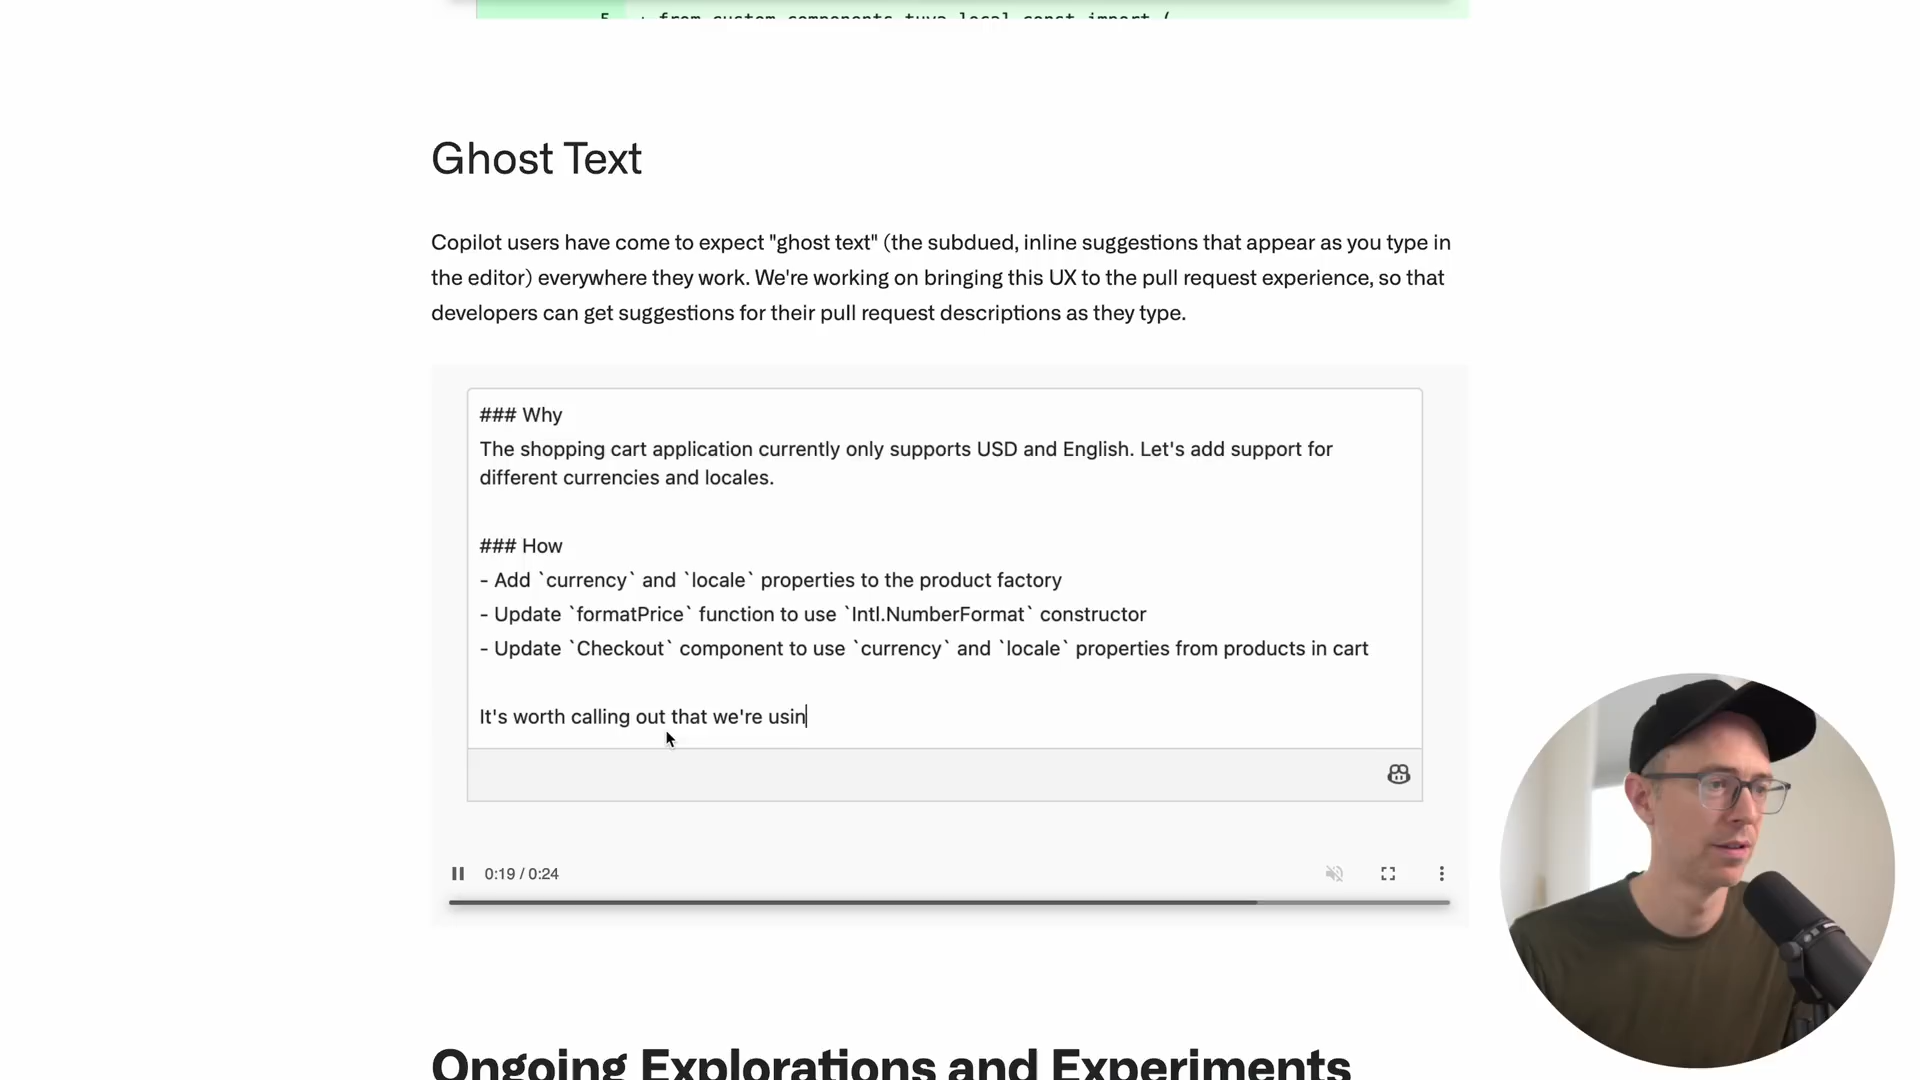 5 + from custom_components.tuya_local.const import (
Ghost Text
Copilot users have come to expect "ghost text" (the subdued, inline suggestions that appear as you type in
the editor) everywhere they work. We're working on bringing this UX to the pull request experience, so that
developers can get suggestions for their pull request descriptions as they type.
### Why
The shopping cart application currently only supports USD and English. Let's add support for
different currencies and locales.
### How
- Add `currency` and `locale` properties to the product factory
- Update `formatPrice` function to use `Intl.NumberFormat` constructor
- Update `Checkout` component to use `currency` and `locale` properties from products in cart
It's worth calling out that we're usin
0:19 / 0:24
Ongoing Explorations and Experiments